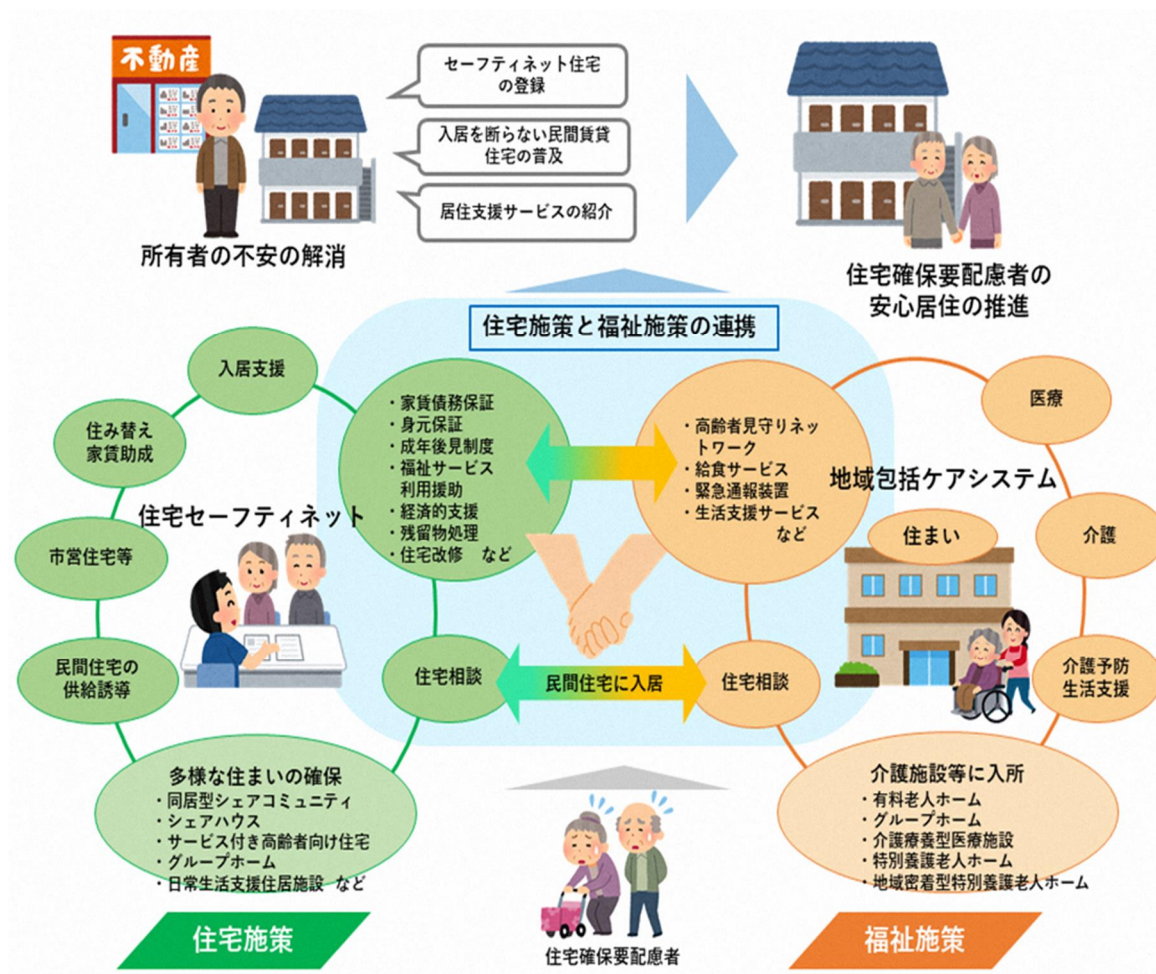 不動産
セーフティネット住宅
の登録
入居を断らない民間賃貸
住宅の普及
居住支援サービスの紹介
所有者の不安の解消
住宅確保要配慮者の
安心居住の推進
住宅施策と福祉施策の連携
入居支援
住み替え
家賃助成
市営住宅等
民間住宅の
供給誘導
住宅セーフティネット
・家賃債務保証
・身元保証
・成年後見制度
・福祉サービス
利用援助
・経済的支援
・残留物処理
・住宅改修 など
・高齢者見守りネッ
トワーク
・給食サービス
・緊急通報装置
・生活支援サービス
など
地域包括ケアシステム
住まい
医療
介護
介護予防
生活支援
住宅相談
民間住宅に入居
住宅相談
多様な住まいの確保
・同居型シェアコミュニティ
・シェアハウス
・サービス付き高齢者向け住宅
・グループホーム
・日常生活支援住居施設 など
介護施設等に入所
・有料老人ホーム
・グループホーム
・介護療養型医療施設
・特別養護老人ホーム
・地域密着型特別養護老人ホーム
住宅施策
住宅確保要配慮者
福祉施策